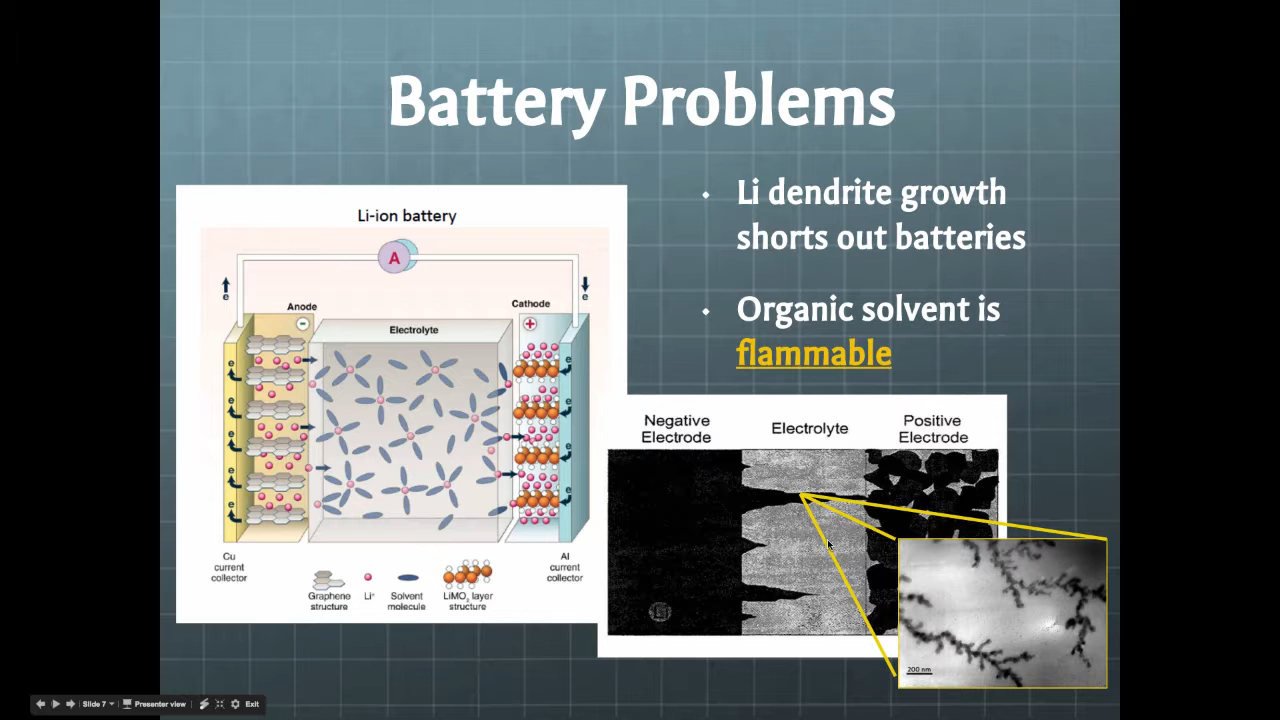 Battery Problems
Li-ion battery
A
e
e
Anode
Cathode
Electrolyte
e
e
e
e
e
Cu
current
collector
Al
current
collector
Graphene
structure
Li⁺
Solvent
molecule
LiMO₂ layer
structure
• Li dendrite growth
shorts out batteries
• Organic solvent is
flammable
Negative
Electrode
Electrolyte
Positive
Electrode
Li
200 nm
Slide 7
Presenter view
Exit